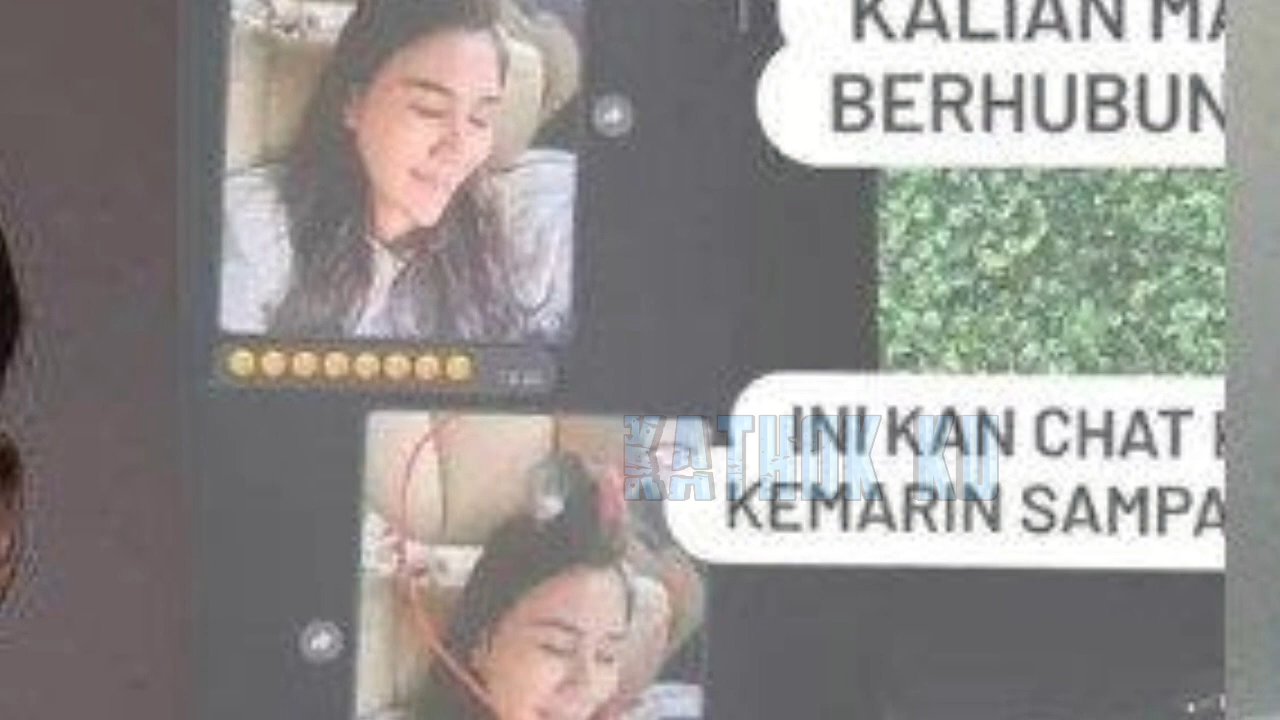 KALIAN MA
BERHUBUN
INI KAN CHAT
KATHOK KU
KEMARIN SAMPA